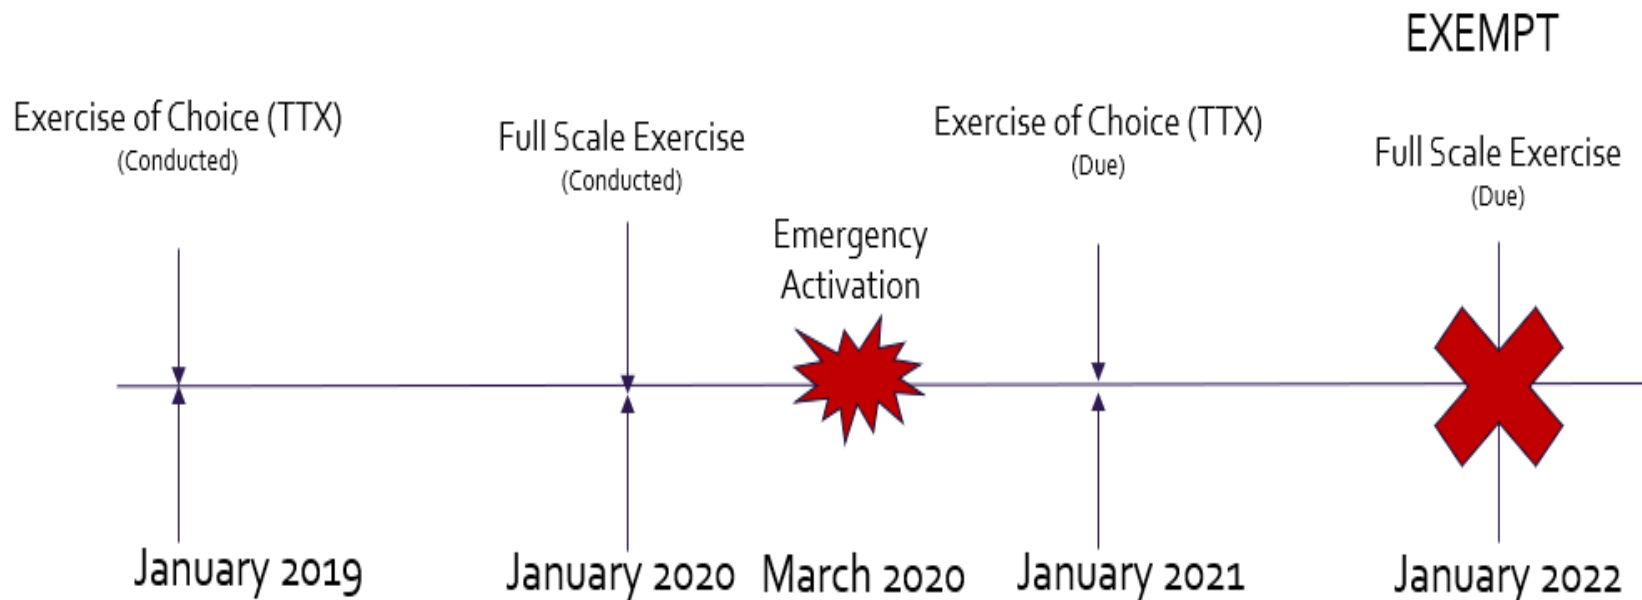 EXEMPT
Exercise of Choice (TTX)
(Conducted)
Full Scale Exercise
(Conducted)
Emergency
Activation
Exercise of Choice (TTX)
(Due)
Full Scale Exercise
(Due)
January 2019
January 2020
March 2020
January 2021
January 2022